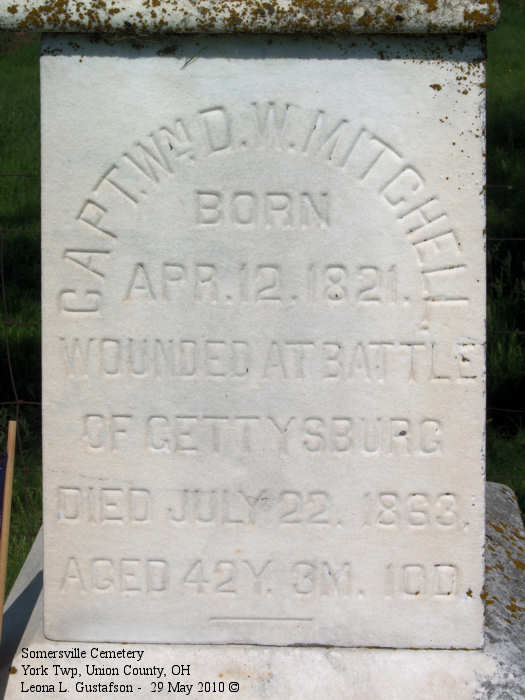 CAPT. WM D. W. MITCHELL
BORN
APR. 12. 1821.
WOUNDED AT BATTLE
OF GETTYSBURG
DIED JULY 22. 1863.
AGED 42Y. 3M. 10D.
Somersville Cemetery
York Twp, Union County, OH
Leona L. Gustafson - 29 May 2010 ©